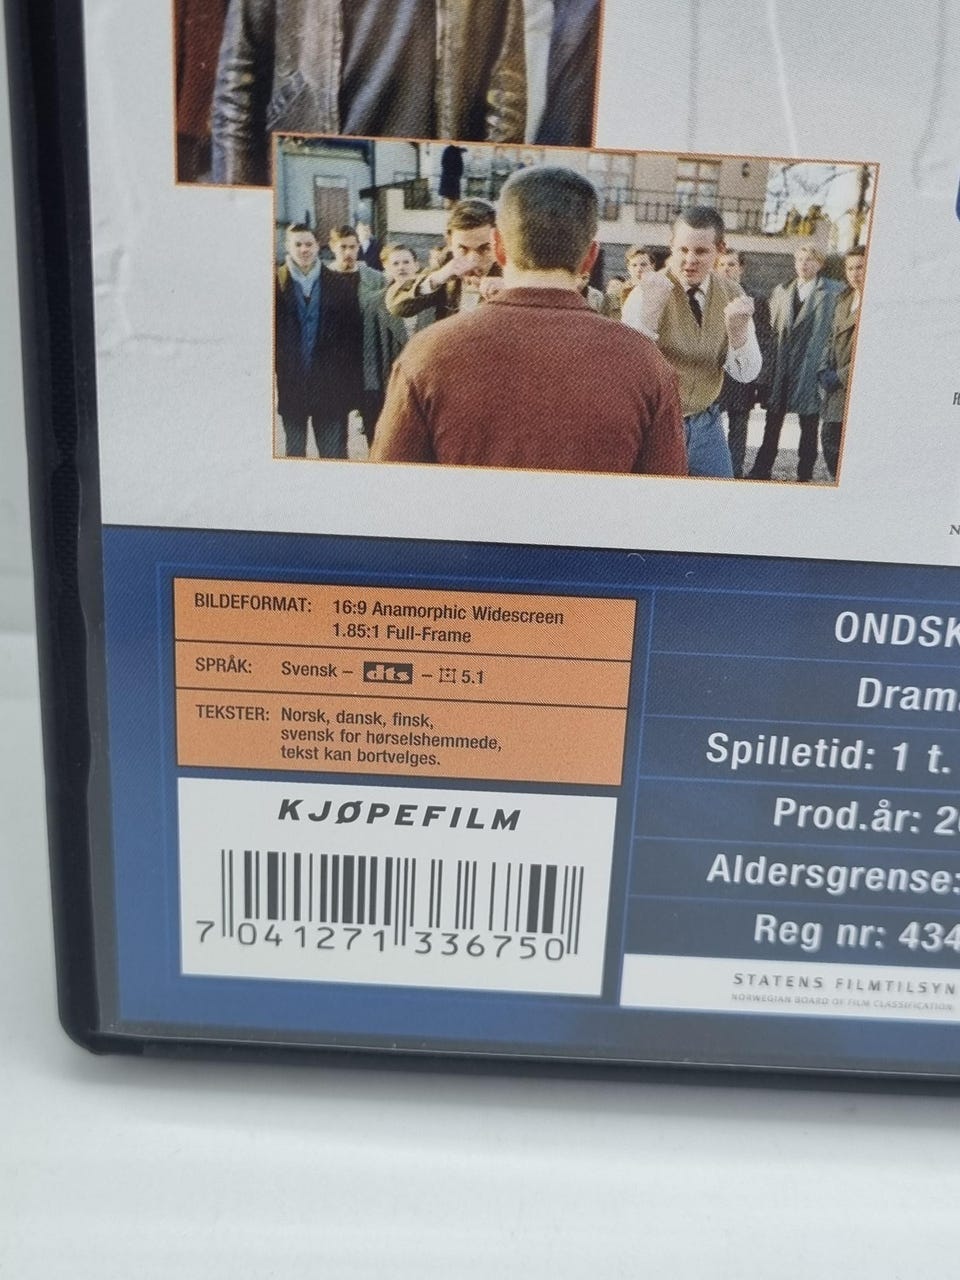 BILDEFORMAT: 16:9 Anamorphic Widescreen
1.85:1 Full-Frame
SPRÅK: Svensk – dts – 5.1
TEKSTER: Norsk, dansk, finsk,
svensk for hørselshemmede,
tekst kan bortvelges.
KJØPEFILM
7 041271 336750
ONDSK
Drama
Spilletid: 1 t.
Prod.år: 20
Aldersgrense:
Reg nr: 434
STATENS FILMTILSYN
NORWEGIAN BOARD OF FILM CLASSIFICATION